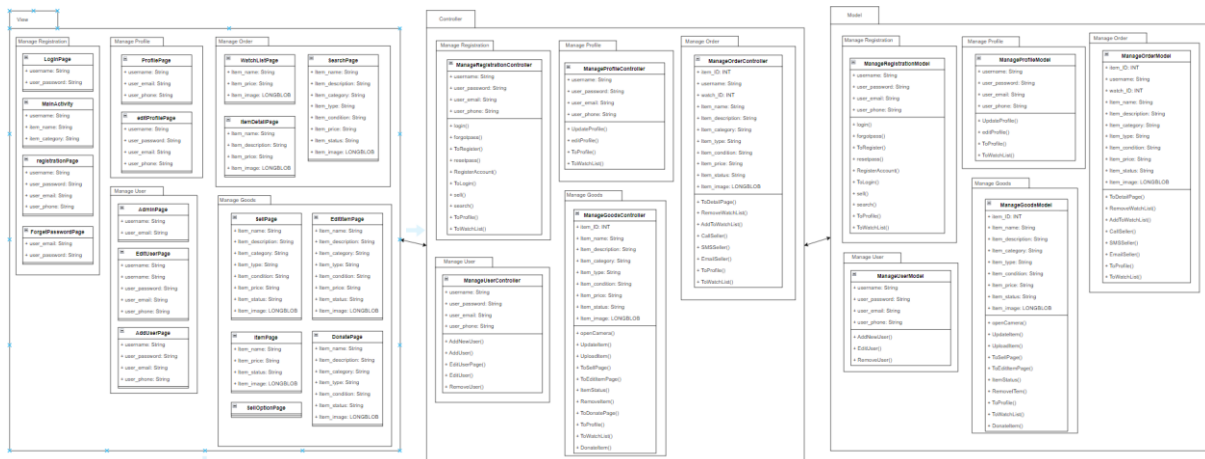 View
Manage Registration
LoginPage
+ username: String
+ user_password: String
MainActivity
+ username: String
+ item_name: String
+ item_category: String
registrationPage
+ username: String
+ user_password: String
+ user_email: String
+ user_phone: String
ForgetPasswordPage
+ user_email: String
+ user_password: String
Manage Profile
ProfilePage
+ username: String
+ user_email: String
+ user_phone: String
editProfilePage
+ username: String
+ user_password: String
+ user_email: String
+ user_phone: String
Manage User
AdminPage
+ username: String
+ user_email: String
EditUserPage
+ username: String
+ username: String
+ user_password: String
+ user_email: String
+ user_phone: String
AddUserPage
+ username: String
+ user_password: String
+ user_email: String
+ user_phone: String
Manage Order
WatchListPage
+ item_name: String
+ item_price: String
+ item_image: LONGBLOB
ItemDetailPage
+ item_name: String
+ item_description: String
+ item_price: String
+ item_image: LONGBLOB
SearchPage
+ item_name: String
+ item_description: String
+ item_category: String
+ item_type: String
+ item_condition: String
+ item_price: String
+ item_status: String
+ item_image: LONGBLOB
Manage Goods
SellPage
+ item_name: String
+ item_description: String
+ item_category: String
+ item_type: String
+ item_condition: String
+ item_price: String
+ item_status: String
+ item_image: LONGBLOB
EditItemPage
+ item_name: String
+ item_description: String
+ item_category: String
+ item_type: String
+ item_condition: String
+ item_price: String
+ item_status: String
+ item_image: LONGBLOB
ItemPage
+ item_name: String
+ item_price: String
+ item_status: String
+ item_image: LONGBLOB
SellOptionPage
DonatePage
+ item_name: String
+ item_description: String
+ item_category: String
+ item_type: String
+ item_condition: String
+ item_status: String
+ item_image: LONGBLOB
Controller
Manage Registration
ManageRegistrationController
+ username: String
+ user_password: String
+ user_email: String
+ user_phone: String
+ login()
+ forgotpass()
+ ToRegister()
+ resetpass()
+ RegisterAccount()
+ ToLogin()
+ sell()
+ search()
+ ToProfile()
+ ToWatchList()
Manage User
ManageUserController
+ username: String
+ user_password: String
+ user_email: String
+ user_phone: String
+ AddNewUser()
+ AddUser()
+ EditUserPage()
+ EditUser()
+ RemoveUser()
Manage Profile
ManageProfileController
+ username: String
+ user_password: String
+ user_email: String
+ user_phone: String
+ UpdateProfile()
+ editProfile()
+ ToProfile()
+ ToWatchList()
Manage Goods
ManageGoodsController
+ item_ID: INT
+ item_name: String
+ item_description: String
+ item_category: String
+ item_type: String
+ item_condition: String
+ item_price: String
+ item_status: String
+ item_image: LONGBLOB
+ openCamera()
+ UpdateItem()
+ UploadItem()
+ ToSellPage()
+ ToEditItemPage()
+ ItemStatus()
+ RemoveItem()
+ ToDonatePage()
+ ToProfile()
+ ToWatchList()
+ DonateItem()
Manage Order
ManageOrderController
+ item_ID: INT
+ username: String
+ watch_ID: INT
+ item_name: String
+ item_description: String
+ item_category: String
+ item_type: String
+ item_condition: String
+ item_price: String
+ item_status: String
+ item_image: LONGBLOB
+ ToDetailPage()
+ RemoveWatchList()
+ AddToWatchList()
+ CallSeller()
+ SMSSeller()
+ EmailSeller()
+ ToProfile()
+ ToWatchList()
Model
Manage Registration
ManageRegistrationModel
+ username: String
+ user_password: String
+ user_email: String
+ user_phone: String
+ login()
+ forgotpass()
+ ToRegister()
+ resetpass()
+ RegisterAccount()
+ ToLogin()
+ sell()
+ search()
+ ToProfile()
+ ToWatchList()
Manage User
ManageUserModel
+ username: String
+ user_password: String
+ user_email: String
+ user_phone: String
+ AddNewUser()
+ EditUser()
+ RemoveUser()
Manage Profile
ManageProfileModel
+ username: String
+ user_password: String
+ user_email: String
+ user_phone: String
+ UpdateProfile()
+ editProfile()
+ ToProfile()
+ ToWatchList()
Manage Goods
ManageGoodsModel
+ item_ID: INT
+ item_name: String
+ item_description: String
+ item_category: String
+ item_type: String
+ item_condition: String
+ item_price: String
+ item_status: String
+ item_image: LONGBLOB
+ openCamera()
+ UpdateItem()
+ UploadItem()
+ ToSellPage()
+ ToEditItemPage()
+ ItemStatus()
+ RemoveItem()
+ ToProfile()
+ ToWatchList()
+ DonateItem()
Manage Order
ManageOrderModel
+ item_ID: INT
+ username: String
+ watch_ID: INT
+ item_name: String
+ item_description: String
+ item_category: String
+ item_type: String
+ item_condition: String
+ item_price: String
+ item_status: String
+ item_image: LONGBLOB
+ ToDetailPage()
+ RemoveWatchList()
+ AddToWatchList()
+ CallSeller()
+ SMSSeller()
+ EmailSeller()
+ ToProfile()
+ ToWatchList()